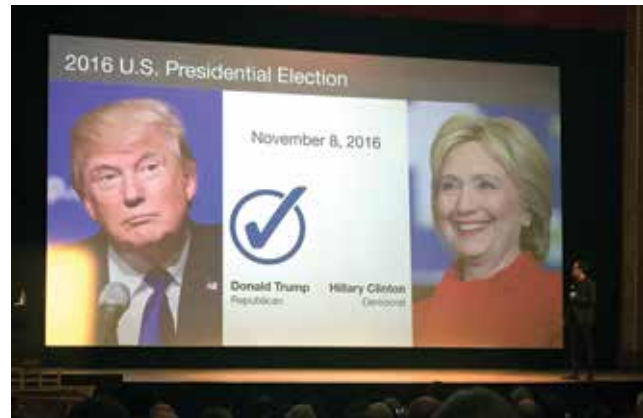 2016 U.S. Presidential Election
November 8, 2016
Donald Trump
Republican
Hillary Clinton
Democrat